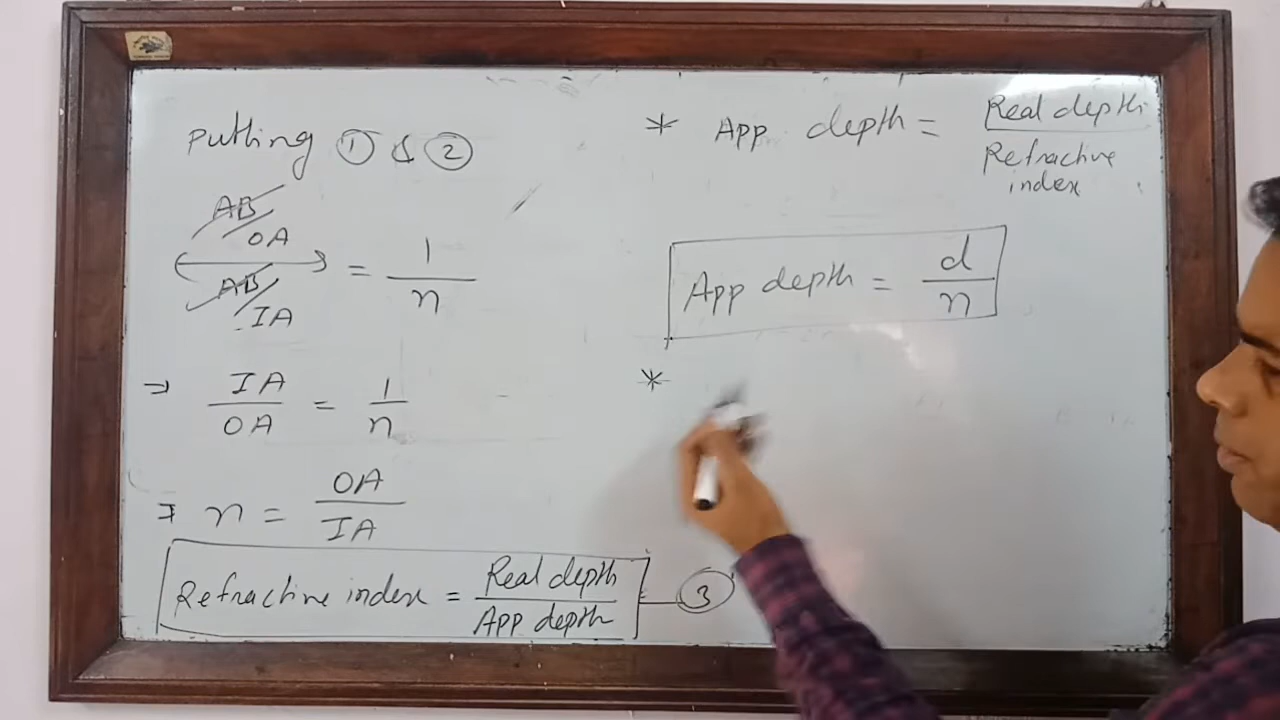 Putting ① & ②
AB/OA / AB/IA = 1/n
⇒ IA/OA = 1/n
⇒ n = OA/IA
Refractive index = Real depth/App depth — ③
* App depth = Real depth/Refractive index
App depth = d/n
*